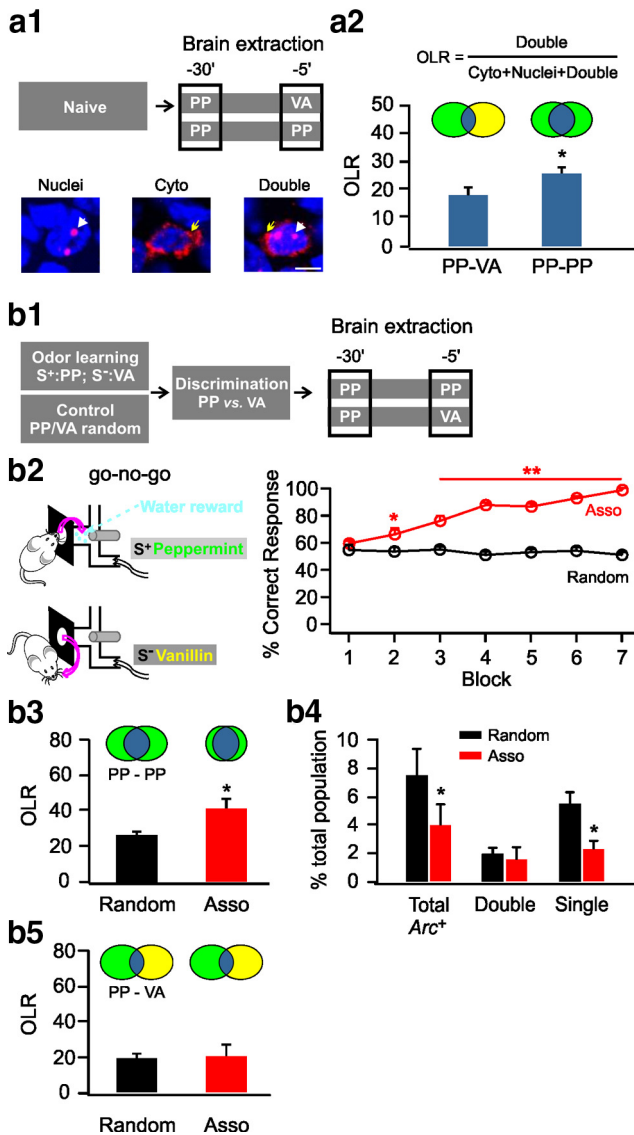 a1
Brain extraction
-30' -5'
Naive
PP VA
PP PP
Nuclei Cyto Double
a2
OLR = Double
Cyto+Nuclei+Double
50
40
30
20
10
0
OLR
*
PP-VA PP-PP
b1
Brain extraction
-30' -5'
Odor learning
S+:PP; S-:VA
Control
PP/VA random
Discrimination
PP vs. VA
PP PP
PP VA
b2
go-no-go
Water reward
S+ Peppermint
S- Vanillin
% Correct Response
100
80
60
40
20
0
*
**
Asso
Random
1 2 3 4 5 6 7
Block
b3
80
60
40
20
0
OLR
PP - PP
*
Random Asso
b4
Random
Asso
% total population
10
8
6
4
2
0
*
*
Total Double Single
Arc+
b5
80
60
40
20
0
OLR
PP - VA
Random Asso